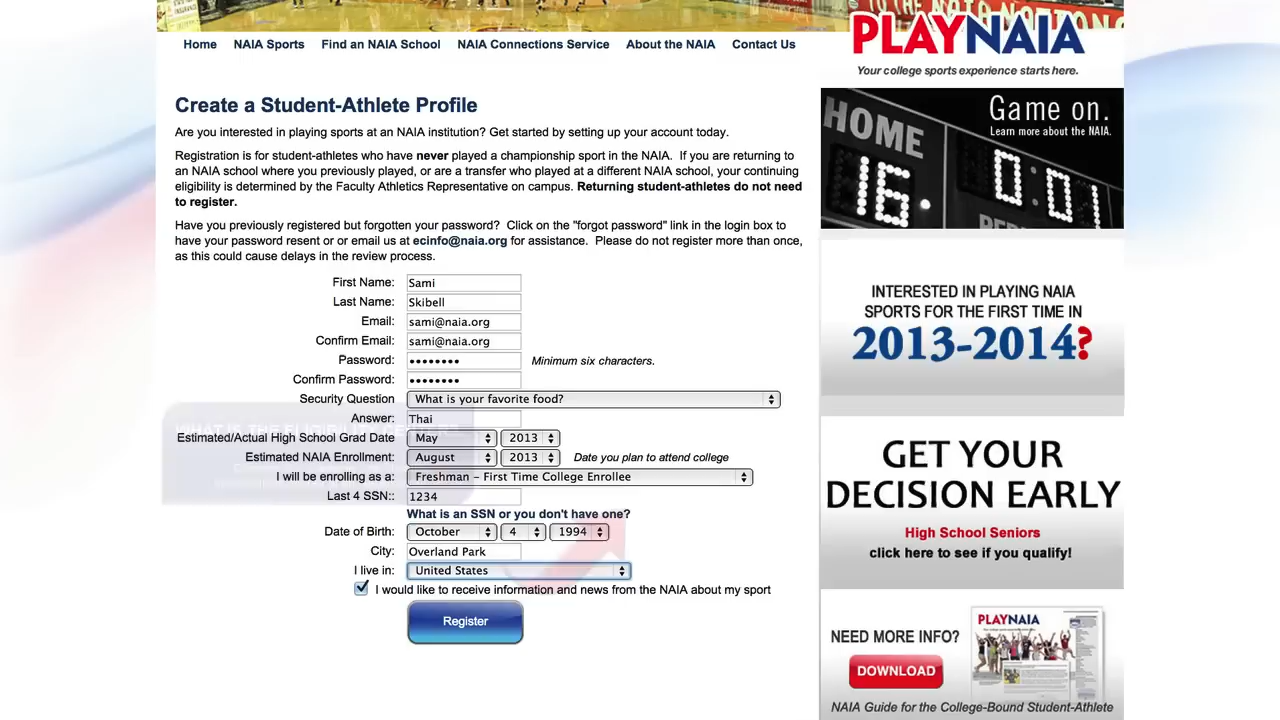 PLAYNAIA
Your college sports experience starts here.
Home NAIA Sports Find an NAIA School NAIA Connections Service About the NAIA Contact Us
Create a Student-Athlete Profile
Are you interested in playing sports at an NAIA institution? Get started by setting up your account today.
Registration is for student-athletes who have never played a championship sport in the NAIA. If you are returning to
an NAIA school where you previously played, or are a transfer who played at a different NAIA school, your continuing
eligibility is determined by the Faculty Athletics Representative on campus. Returning student-athletes do not need
to register.
Have you previously registered but forgotten your password? Click on the "forgot password" link in the login box to
have your password resent or or email us at ecinfo@naia.org for assistance. Please do not register more than once,
as this could cause delays in the review process.
First Name: Sami
Last Name: Skibell
Email: sami@naia.org
Confirm Email: sami@naia.org
Password: •••••••• Minimum six characters.
Confirm Password: ••••••••
Security Question What is your favorite food?
Answer: Thai
Estimated/Actual High School Grad Date May 2013
Estimated NAIA Enrollment: August 2013 Date you plan to attend college
I will be enrolling as a: Freshman - First Time College Enrollee
Last 4 SSN:: 1234
What is an SSN or you don't have one?
Date of Birth: October 4 1994
City: Overland Park
I live in: United States
I would like to receive information and news from the NAIA about my sport
Register
HOME
16.
0:01
Game on.
Learn more about the NAIA.
INTERESTED IN PLAYING NAIA
SPORTS FOR THE FIRST TIME IN
2013-2014?
GET YOUR
DECISION EARLY
High School Seniors
click here to see if you qualify!
NEED MORE INFO?
DOWNLOAD
PLAYNAIA
NAIA Guide for the College-Bound Student-Athlete